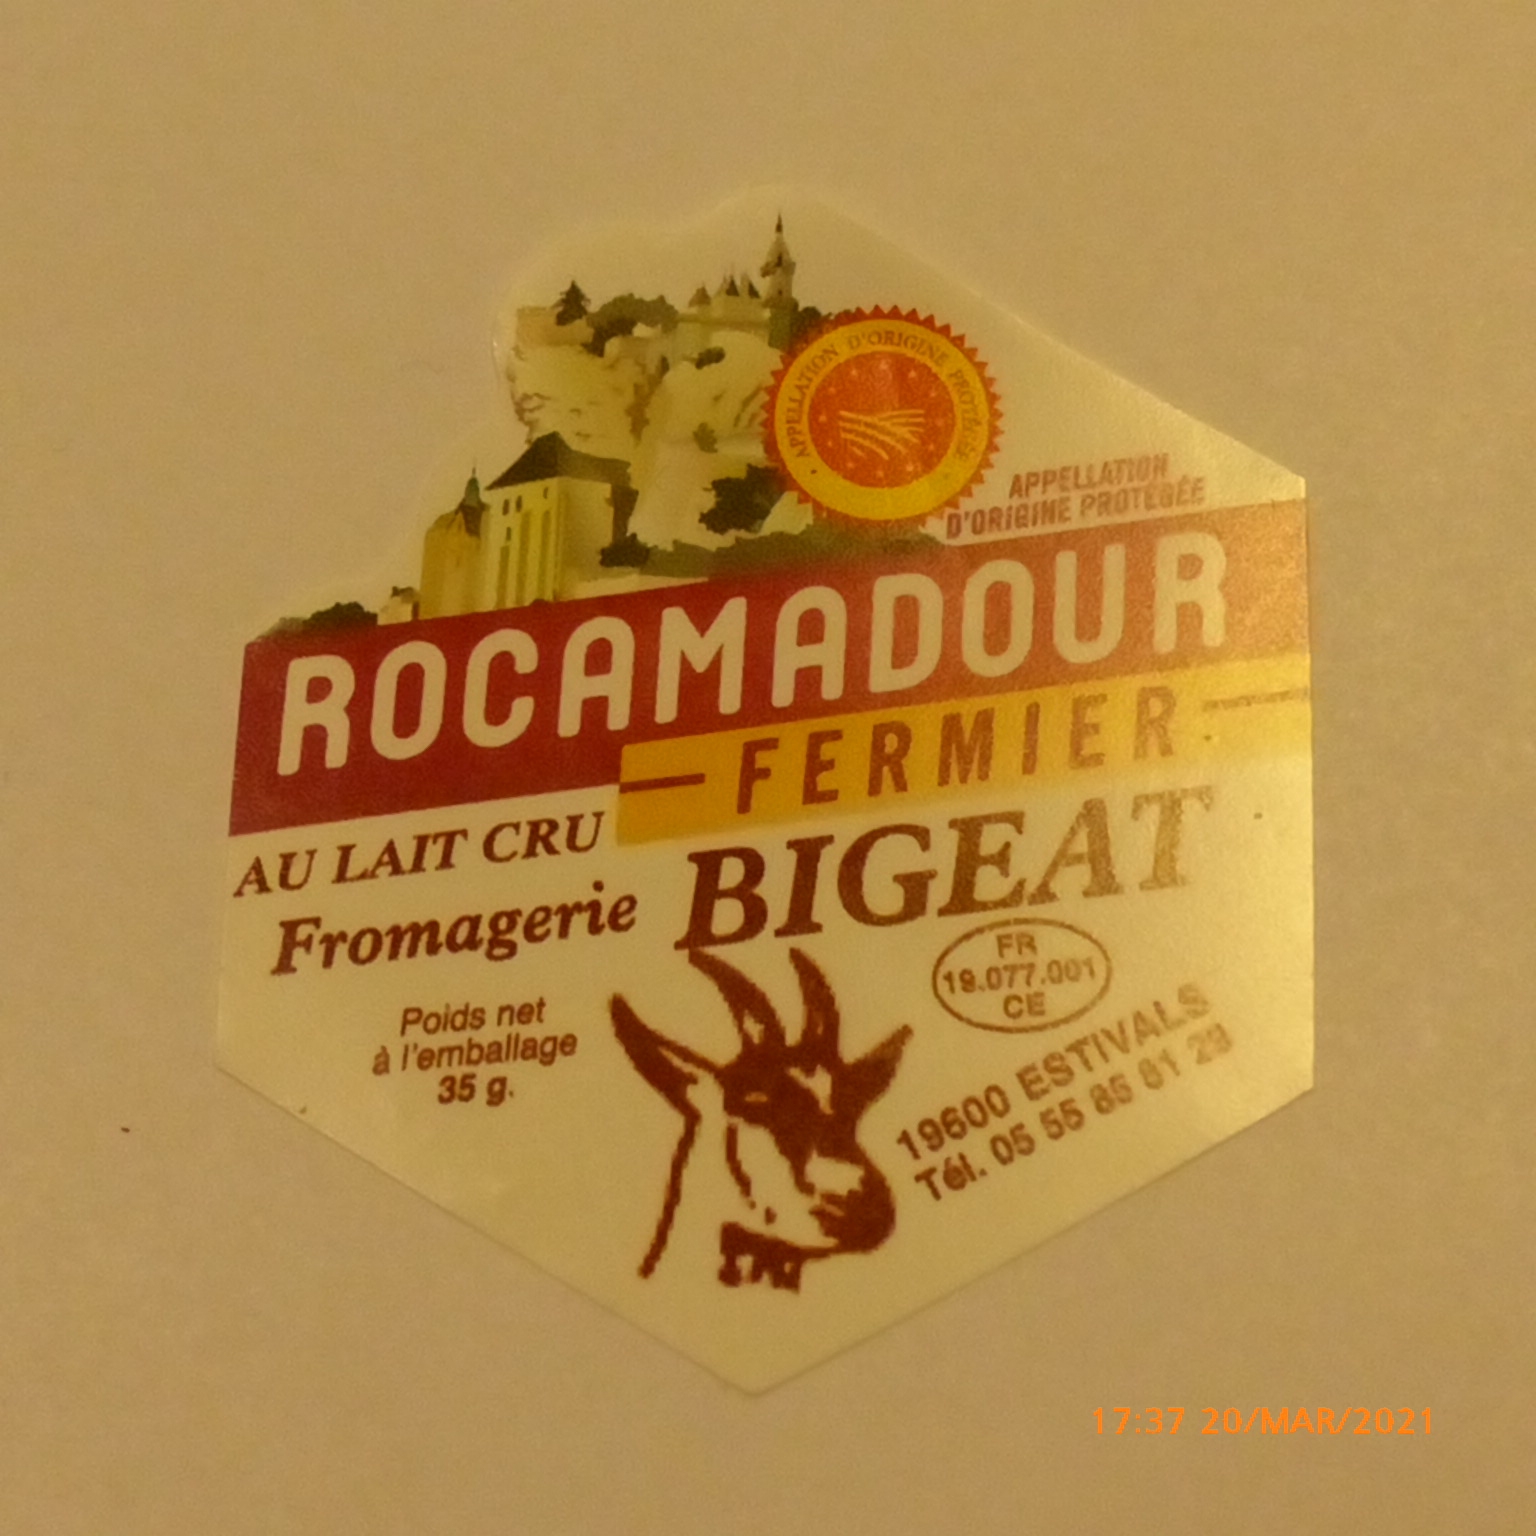 APPELLATION D'ORIGINE PROTÉGÉE
APPELLATION
D'ORIGINE PROTÉGÉE
ROCAMADOUR
FERMIER
AU LAIT CRU
Fromagerie BIGEAT
Poids net
à l'emballage
35 g.
FR
19.077.001
CE
19600 ESTIVALS
Tél. 05 55 85 81 29
17:37 20/MAR/2021